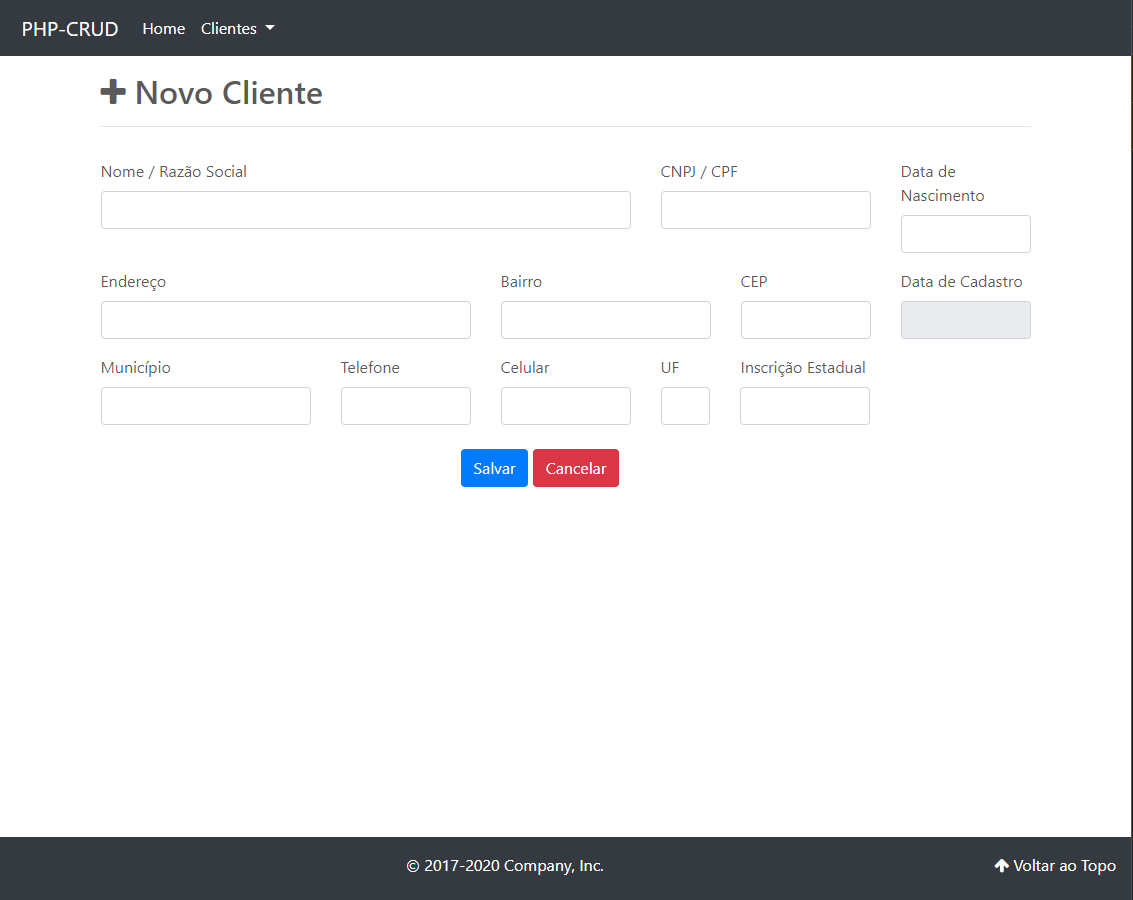 PHP-CRUD Home Clientes
Novo Cliente
Nome / Razão Social CNPJ / CPF Data de
Nascimento
Endereço Bairro CEP Data de Cadastro
Município Telefone Celular UF Inscrição Estadual
Salvar Cancelar
© 2017-2020 Company, Inc. Voltar ao Topo